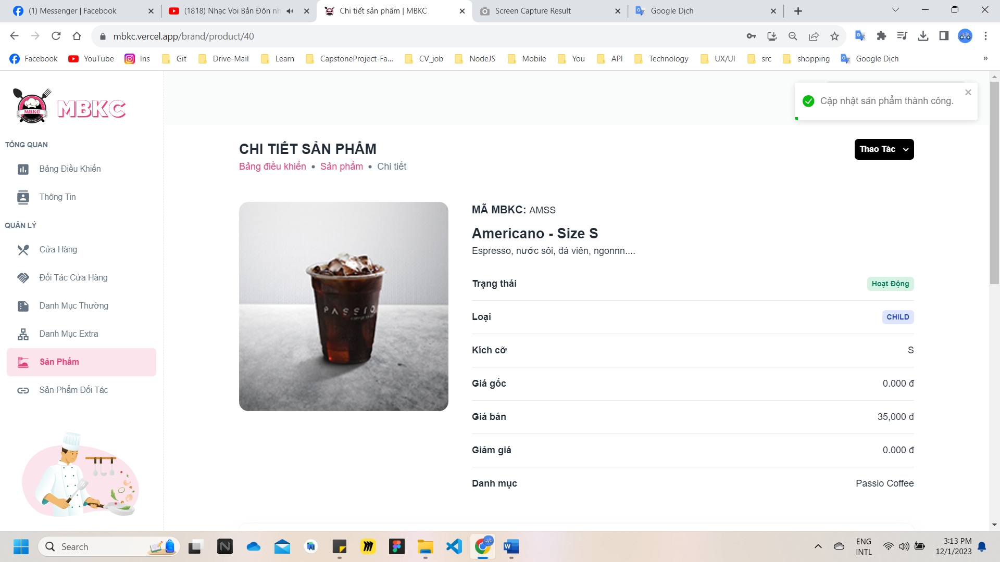 (1) Messenger | Facebook
(1818) Nhạc Voi Bản Đôn nh
Chi tiết sản phẩm | MBKC
Screen Capture Result
Google Dịch
mbkc.vercel.app/brand/product/40
Facebook
YouTube
Ins
Git
Drive-Mail
Learn
CapstoneProject-Fa...
CV_job
NodeJS
Mobile
You
API
Technology
UX/UI
src
shopping
Google Dịch
»
MBKC
MBKC
Cập nhật sản phẩm thành công.
TỔNG QUAN
Bảng Điều Khiển
Thông Tin
QUẢN LÝ
Cửa Hàng
Đối Tác Cửa Hàng
Danh Mục Thường
Danh Mục Extra
Sản Phẩm
Sản Phẩm Đối Tác
CHI TIẾT SẢN PHẨM
Thao Tác
Bảng điều khiển • Sản phẩm • Chi tiết
PASSIO
MÃ MBKC: AMSS
Americano - Size S
Espresso, nước sôi, đá viên, ngonnn....
Trạng thái
Hoạt Động
Loại
CHILD
Kích cỡ
S
Giá gốc
0.000 đ
Giá bán
35,000 đ
Giảm giá
0.000 đ
Danh mục
Passio Coffee
Search
ENG
INTL
3:13 PM
12/1/2023